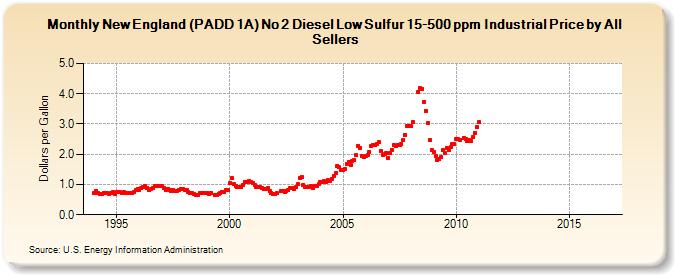 Monthly New England (PADD 1A) No 2 Diesel Low Sulfur 15-500 ppm Industrial Price by All
Sellers
Dollars per Gallon
5.0
4.0
3.0
2.0
1.0
0.0
1995 2000 2005 2010 2015
Source: U.S. Energy Information Administration